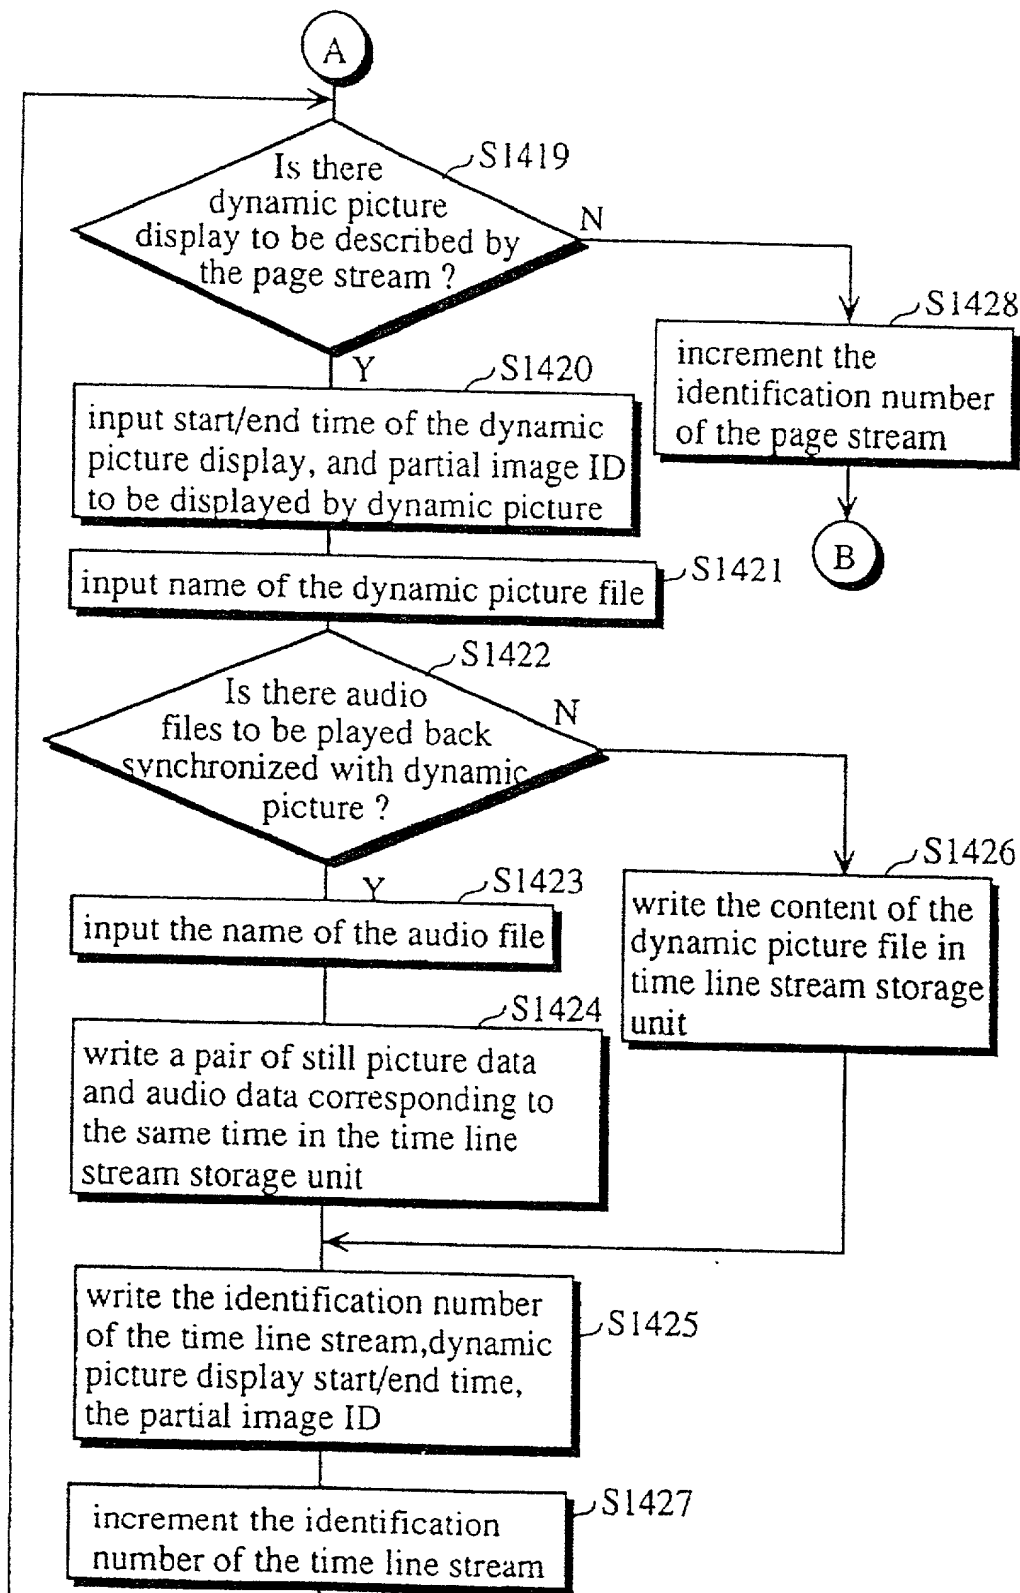 A
S1419
Is there
dynamic picture
display to be described by
the page stream ?
N
Y
S1428
increment the
identification number
of the page stream
B
S1420
input start/end time of the dynamic
picture display, and partial image ID
to be displayed by dynamic picture
S1421
input name of the dynamic picture file
S1422
Is there audio
files to be played back
synchronized with dynamic
picture ?
N
Y
S1423
input the name of the audio file
S1426
write the content of the
dynamic picture file in
time line stream storage
unit
S1424
write a pair of still picture data
and audio data corresponding to
the same time in the time line
stream storage unit
S1425
write the identification number
of the time line stream,dynamic
picture display start/end time,
the partial image ID
S1427
increment the identification
number of the time line stream